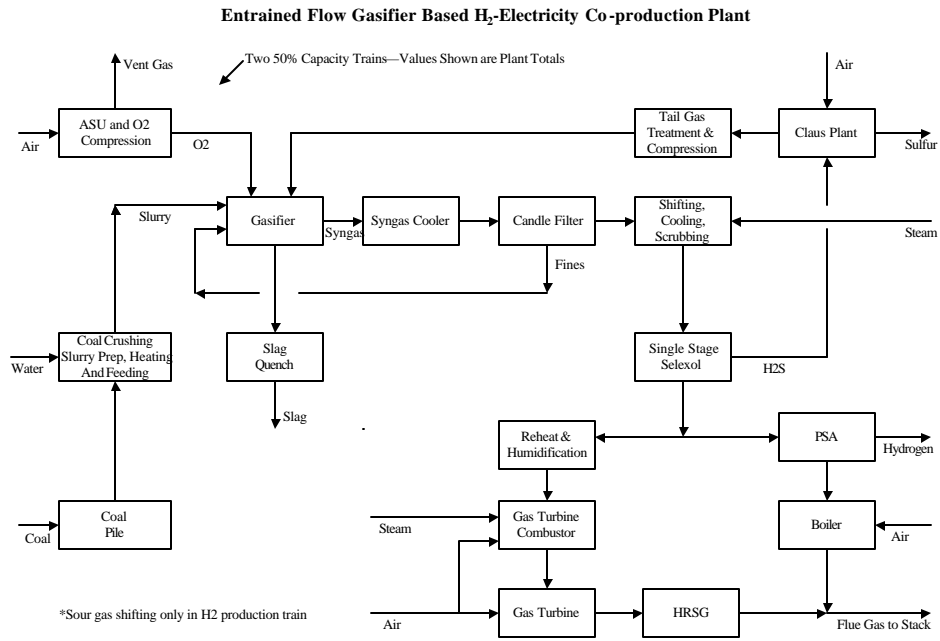 Entrained Flow Gasifier Based H2-Electricity Co-production Plant
Two 50% Capacity Trains—Values Shown are Plant Totals
Vent Gas
Air
ASU and O2
Compression
Air
O2
Tail Gas
Treatment &
Compression
Claus Plant
Sulfur
Slurry
Gasifier
Syngas
Syngas Cooler
Candle Filter
Shifting,
Cooling,
Scrubbing
Steam
Fines
Coal Crushing
Slurry Prep, Heating
And Feeding
Water
Slag
Quench
Single Stage
Selexol
H2S
Slag
Reheat &
Humidification
PSA
Hydrogen
Coal
Pile
Coal
Steam
Gas Turbine
Combustor
Boiler
Air
*Sour gas shifting only in H2 production train
Air
Gas Turbine
HRSG
Flue Gas to Stack